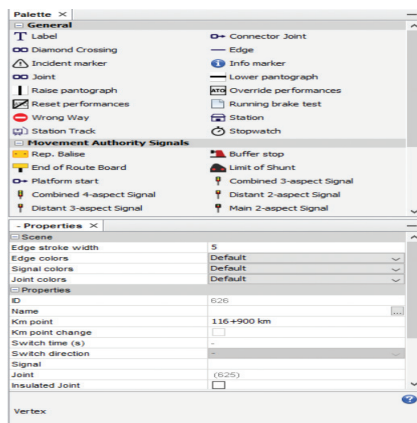 Palette ×
General
Label Connector Joint
Diamond Crossing Edge
Incident marker Info marker
Joint Lower pantograph
Raise pantograph ATO Override performances
Reset performances Running brake test
Wrong Way Station
Station Track Stopwatch
Movement Authority Signals
Rep. Balise Buffer stop
End of Route Board Limit of Shunt
Platform start Combined 3-aspect Signal
Combined 4-aspect Signal Distant 2-aspect Signal
Distant 3-aspect Signal Main 2-aspect Signal
- Properties ×
Scene
Edge stroke width 5
Edge colors Default
Signal colors Default
Joint colors Default
Properties
ID 626
Name ...
Km point 116+900 km
Km point change
Switch time (s) -
Switch direction -
Signal
Joint (625)
Insulated Joint
Vertex